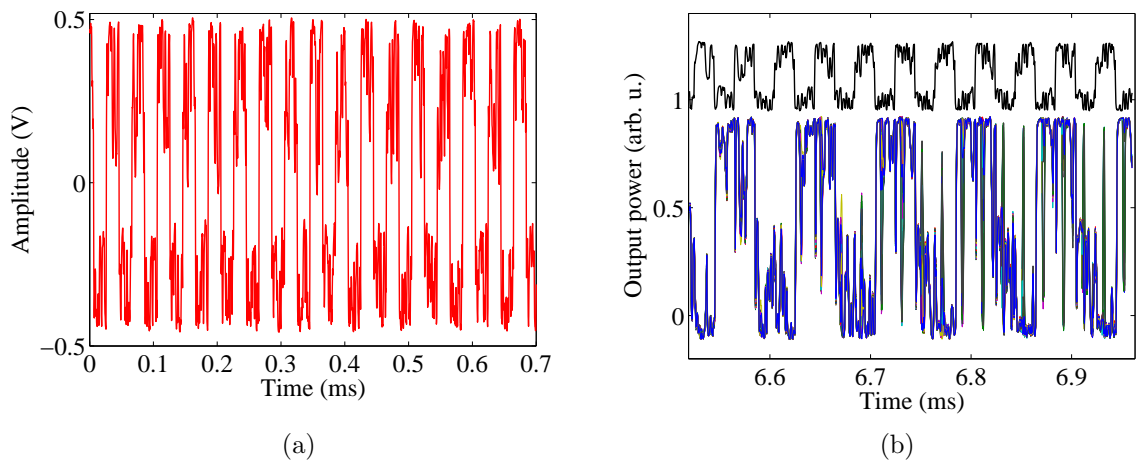 0.5
0
−0.5
Amplitude (V)
0 0.1 0.2 0.3 0.4 0.5 0.6 0.7
Time (ms)
(a)
1
0.5
0
Output power (arb. u.)
6.6 6.7 6.8 6.9
Time (ms)
(b)